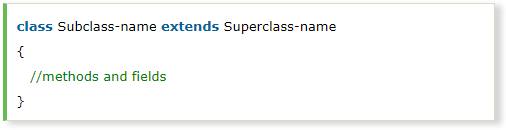 class Subclass-name extends Superclass-name
{
//methods and fields
}